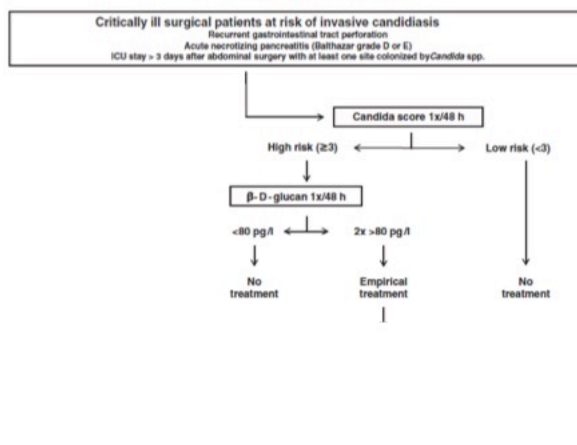 Critically ill surgical patients at risk of invasive candidiasis
Recurrent gastrointestinal tract perforation
Acute necrotizing pancreatitis (Balthazar grade D or E)
ICU stay > 3 days after abdominal surgery with at least one site colonized byCandida spp.
Candida score 1x/48 h
High risk (≥3)
Low risk (<3)
β-D-glucan 1x/48 h
<80 pg/l
2x >80 pg/l
No
treatment
Empirical
treatment
No
treatment